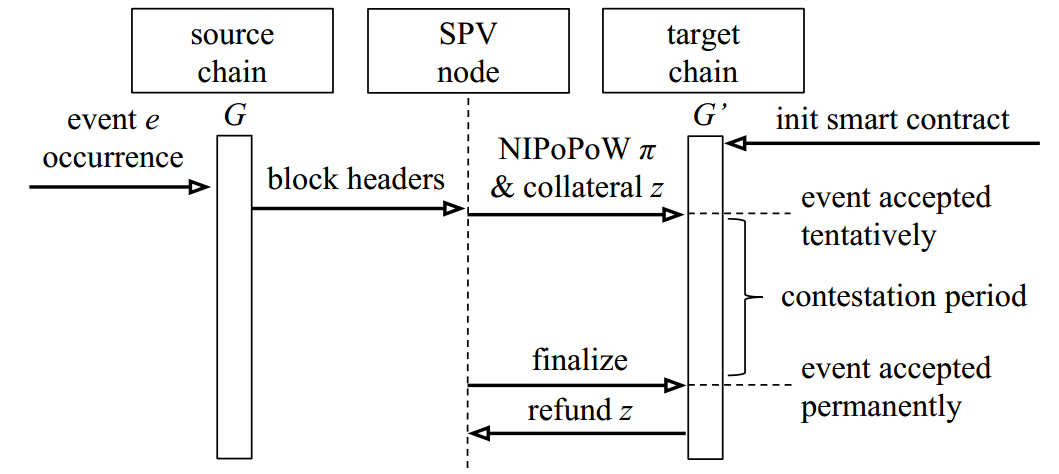 source
chain
SPV
node
target
chain
G
G’
event e
occurrence
init smart contract
block headers
NIPoPoW π
& collateral z
event accepted
tentatively
contestation period
finalize
event accepted
permanently
refund z